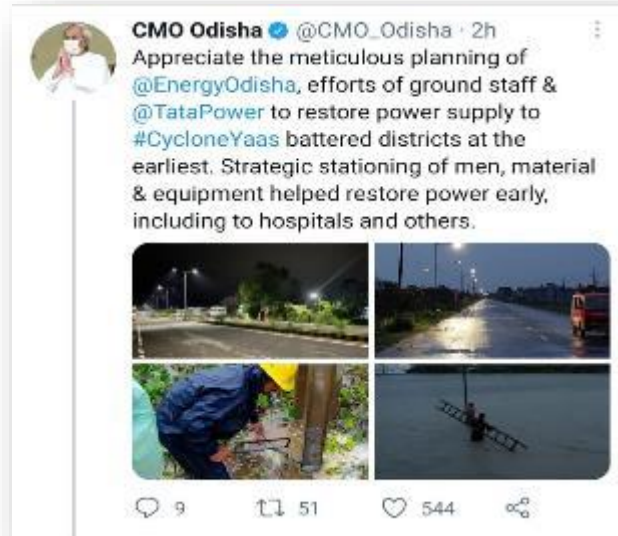 CMO Odisha @CMO_Odisha · 2h
Appreciate the meticulous planning of
@EnergyOdisha, efforts of ground staff &
@TataPower to restore power supply to
#CycloneYaas battered districts at the
earliest. Strategic stationing of men, material
& equipment helped restore power early,
including to hospitals and others.
9 51 544